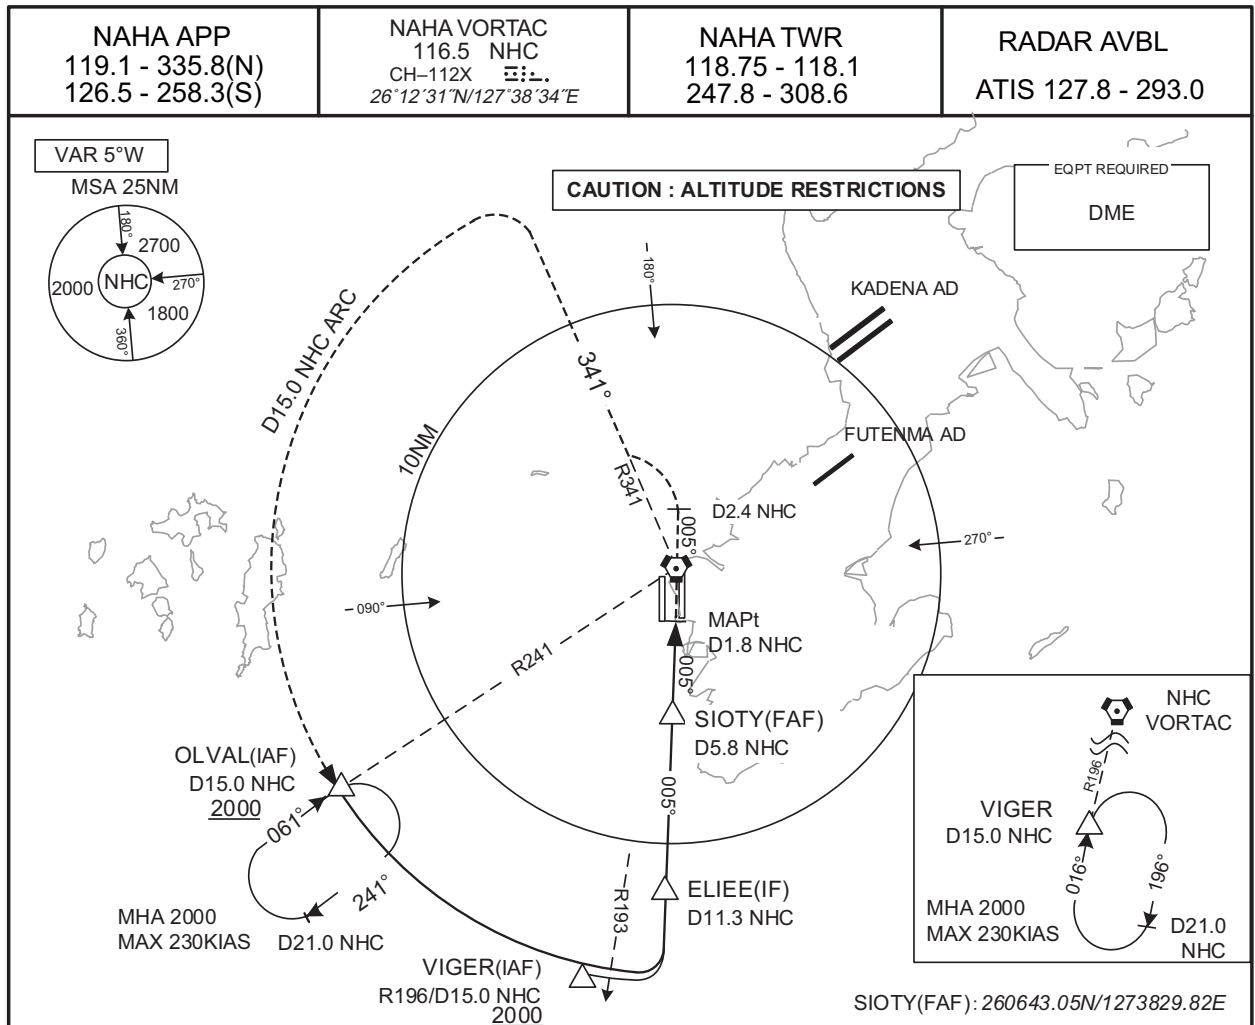 NAHA APP
119.1 - 335.8(N)
126.5 - 258.3(S)
NAHA VORTAC
116.5 NHC
CH–112X
26°12´31˝N/127°38´34˝E
NAHA TWR
118.75 - 118.1
247.8 - 308.6
RADAR AVBL
ATIS 127.8 - 293.0
VAR 5°W
MSA 25NM
180°
2700
2000
NHC
270°
1800
360°
CAUTION : ALTITUDE RESTRICTIONS
EQPT REQUIRED
DME
180°
KADENA AD
D15.0 NHC ARC
341°
10NM
FUTENMA AD
R341
D2.4 NHC
005°
270°
090°
MAPt
D1.8 NHC
R241
005°
SIOTY(FAF)
D5.8 NHC
OLVAL(IAF)
D15.0 NHC
2000
061°
005°
241°
MHA 2000
MAX 230KIAS
D21.0 NHC
ELIEE(IF)
D11.3 NHC
R193
VIGER(IAF)
R196/D15.0 NHC
2000
NHC
VORTAC
R196
VIGER
D15.0 NHC
016°
196°
MHA 2000
MAX 230KIAS
D21.0
NHC
SIOTY(FAF): 260643.05N/1273829.82E